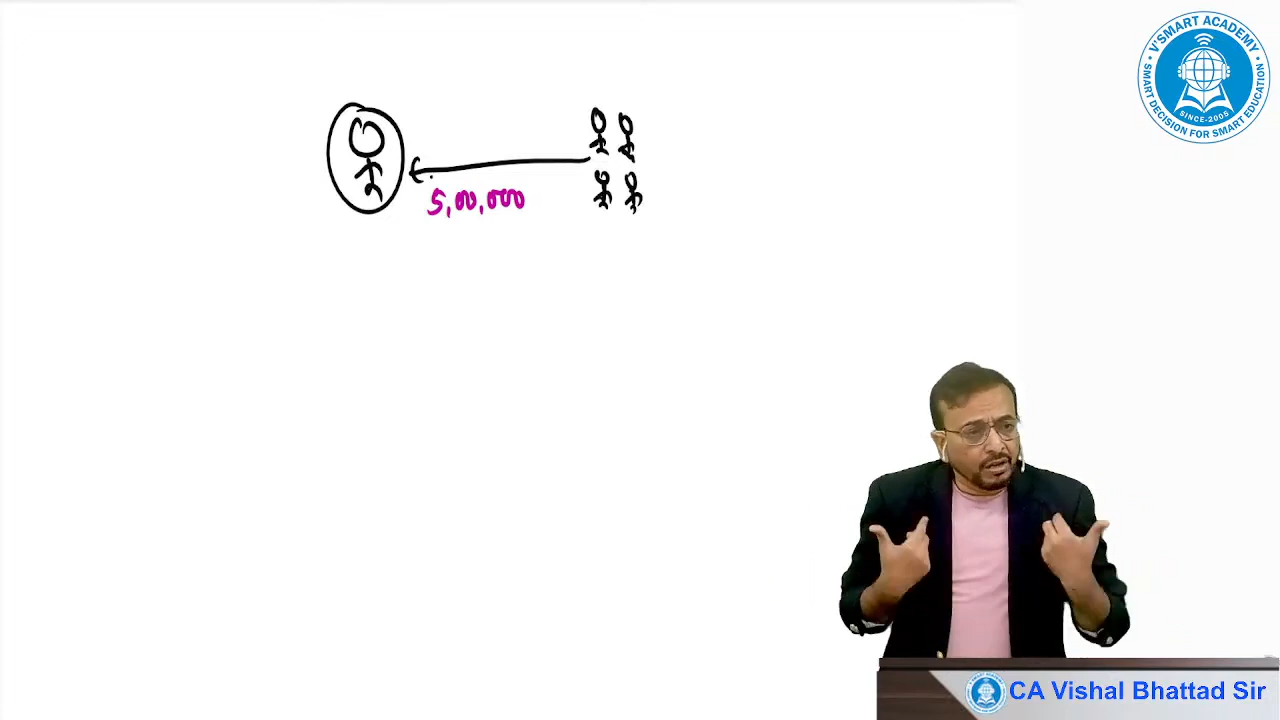 V'SMART ACADEMY
SMART DECISION FOR SMART EDUCATION
SINCE-2005
5,00,000
CA Vishal Bhattad Sir